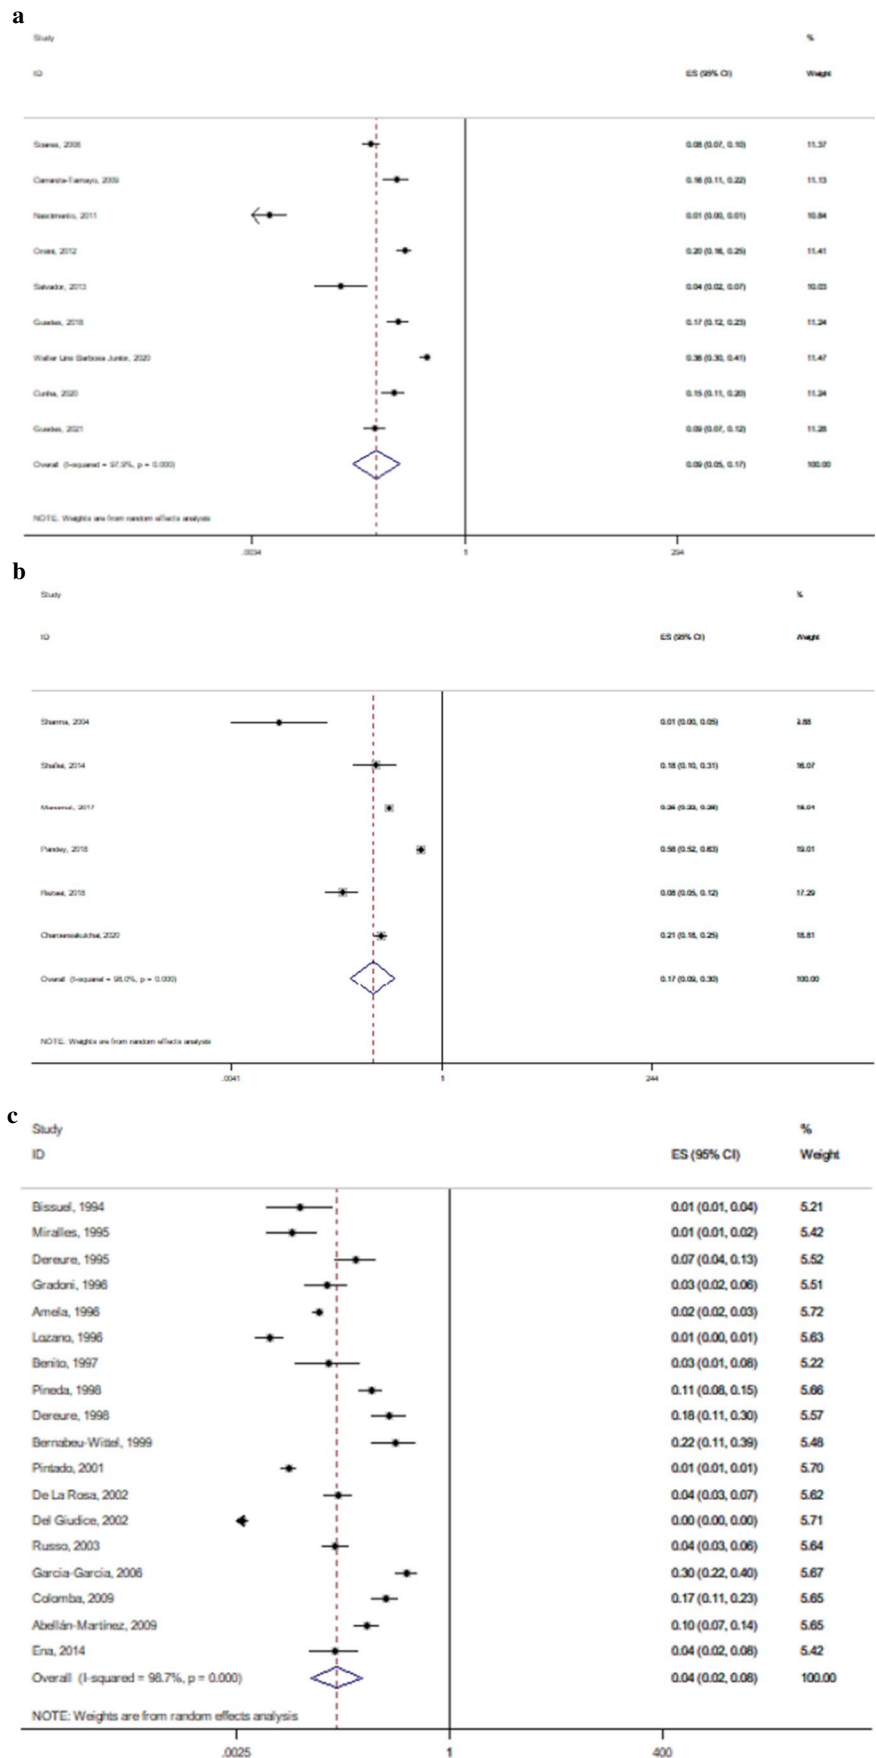 a
Study %
ID ES (95% CI) Weight
Soares, 2006 0.08 (0.07, 0.10) 11.37
2009 0.16 (0.11, 0.22) 11.13
Nascimento, 2011 0.01 (0.00, 0.01) 10.84
2012 0.20 (0.16, 0.25) 11.41
Salvador, 2013 0.04 (0.02, 0.07) 10.03
Guedes, 2018 0.17 (0.12, 0.23) 11.24
Walter Lins Barbosa Junior, 2020 0.36 (0.30, 0.41) 11.47
Cunha, 2020 0.15 (0.11, 0.20) 11.24
Guedes, 2021 0.09 (0.07, 0.12) 11.28
Overall (I-squared = 97.9%, p = 0.000) 0.09 (0.05, 0.17) 100.00
NOTE: Weights are from random effects analysis
.0034 1 294
b
Study %
ID ES (95% CI) Weight
Sharma, 2004 0.01 (0.00, 0.05)
Shafiei, 2014 0.18 (0.10, 0.31) 16.07
2017
Pandey, 2018 0.58 (0.52, 0.63) 19.01
Rezaei, 2018 0.08 (0.05, 0.12) 17.29
Charoensakulchai, 2020 0.21 (0.18, 0.25) 18.81
Overall (I-squared = 98.0%, p = 0.000) 0.17 (0.09, 0.30) 100.00
NOTE: Weights are from random effects analysis
.0041 1 244
c
Study %
ID ES (95% CI) Weight
Bissuel, 1994 0.01 (0.01, 0.04) 5.21
Miralles, 1995 0.01 (0.01, 0.02) 5.42
Dereure, 1995 0.07 (0.04, 0.13) 5.52
Gradoni, 1996 0.03 (0.02, 0.06) 5.51
Amela, 1996 0.02 (0.02, 0.03) 5.72
Lozano, 1996 0.01 (0.00, 0.01) 5.63
Benito, 1997 0.03 (0.01, 0.08) 5.22
Pineda, 1998 0.11 (0.08, 0.15) 5.66
Dereure, 1998 0.18 (0.11, 0.30) 5.57
Bernabeu-Wittel, 1999 0.22 (0.11, 0.39) 5.48
Pintado, 2001 0.01 (0.01, 0.01) 5.70
De La Rosa, 2002 0.04 (0.03, 0.07) 5.62
Del Giudice, 2002 0.00 (0.00, 0.00) 5.71
Russo, 2003 0.04 (0.03, 0.06) 5.64
Garcia-Garcia, 2006 0.30 (0.22, 0.40) 5.67
Colomba, 2009 0.17 (0.11, 0.23) 5.65
Abellán-Martínez, 2009 0.10 (0.07, 0.14) 5.65
Ena, 2014 0.04 (0.02, 0.08) 5.42
Overall (I-squared = 98.7%, p = 0.000) 0.04 (0.02, 0.08) 100.00
NOTE: Weights are from random effects analysis
.0025 1 400